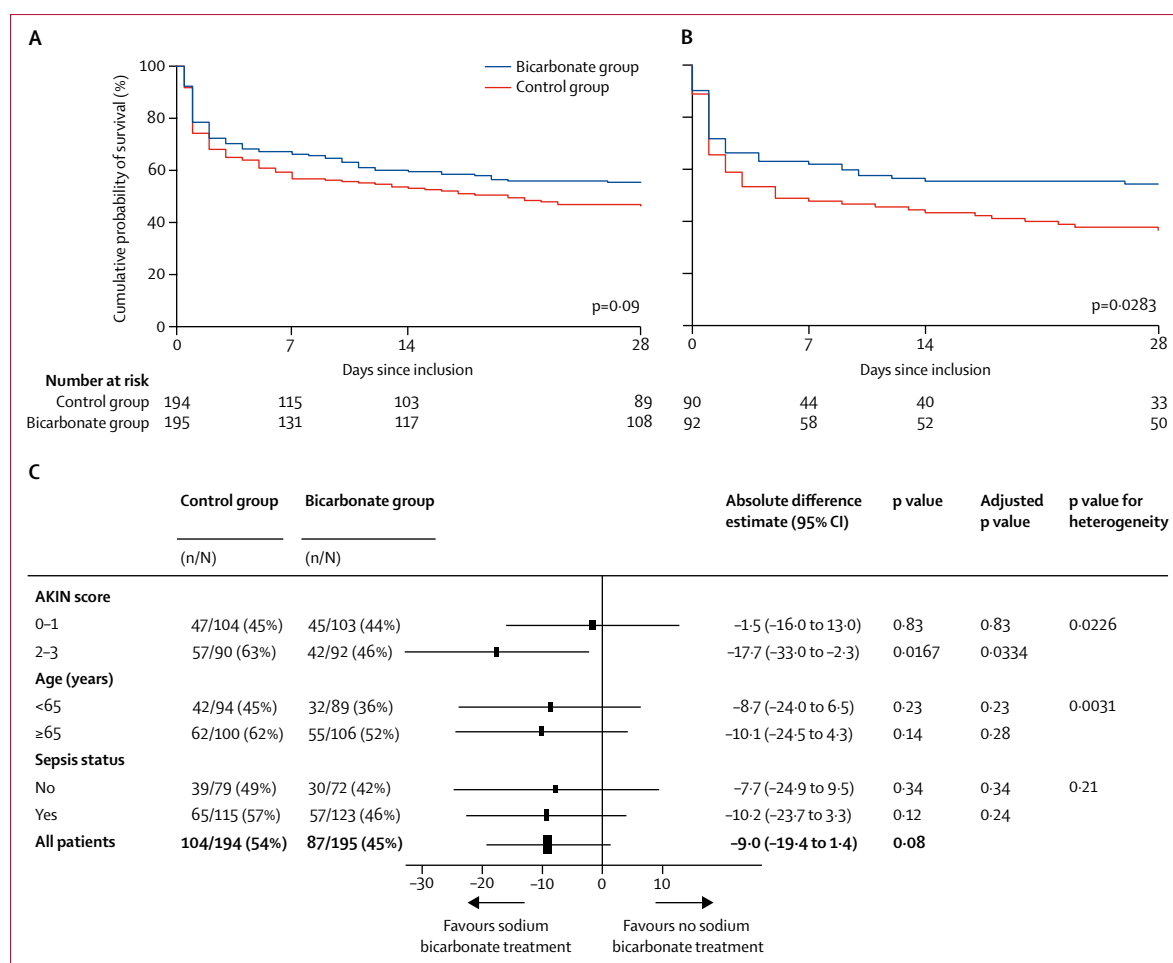 A
B
Bicarbonate group
Control group
Cumulative probability of survival (%)
100
80
60
40
20
0
p=0·09
p=0·0283
0 7 14 28
0 7 14 28
Days since inclusion
Days since inclusion
Number at risk
Control group 194 115 103 89 90 44 40 33
Bicarbonate group 195 131 117 108 92 58 52 50
C
Control group Bicarbonate group Absolute difference p value Adjusted p value for
estimate (95% CI) p value heterogeneity
(n/N) (n/N)
AKIN score
0–1 47/104 (45%) 45/103 (44%) –1·5 (–16·0 to 13·0) 0·83 0·83 0·0226
2–3 57/90 (63%) 42/92 (46%) –17·7 (–33·0 to –2·3) 0·0167 0·0334
Age (years)
<65 42/94 (45%) 32/89 (36%) –8·7 (–24·0 to 6·5) 0·23 0·23 0·0031
≥65 62/100 (62%) 55/106 (52%) –10·1 (–24·5 to 4·3) 0·14 0·28
Sepsis status
No 39/79 (49%) 30/72 (42%) –7·7 (–24·9 to 9·5) 0·34 0·34 0·21
Yes 65/115 (57%) 57/123 (46%) –10·2 (–23·7 to 3·3) 0·12 0·24
All patients 104/194 (54%) 87/195 (45%) –9·0 (–19·4 to 1·4) 0·08
–30 –20 –10 0 10
Favours sodium Favours no sodium
bicarbonate treatment bicarbonate treatment